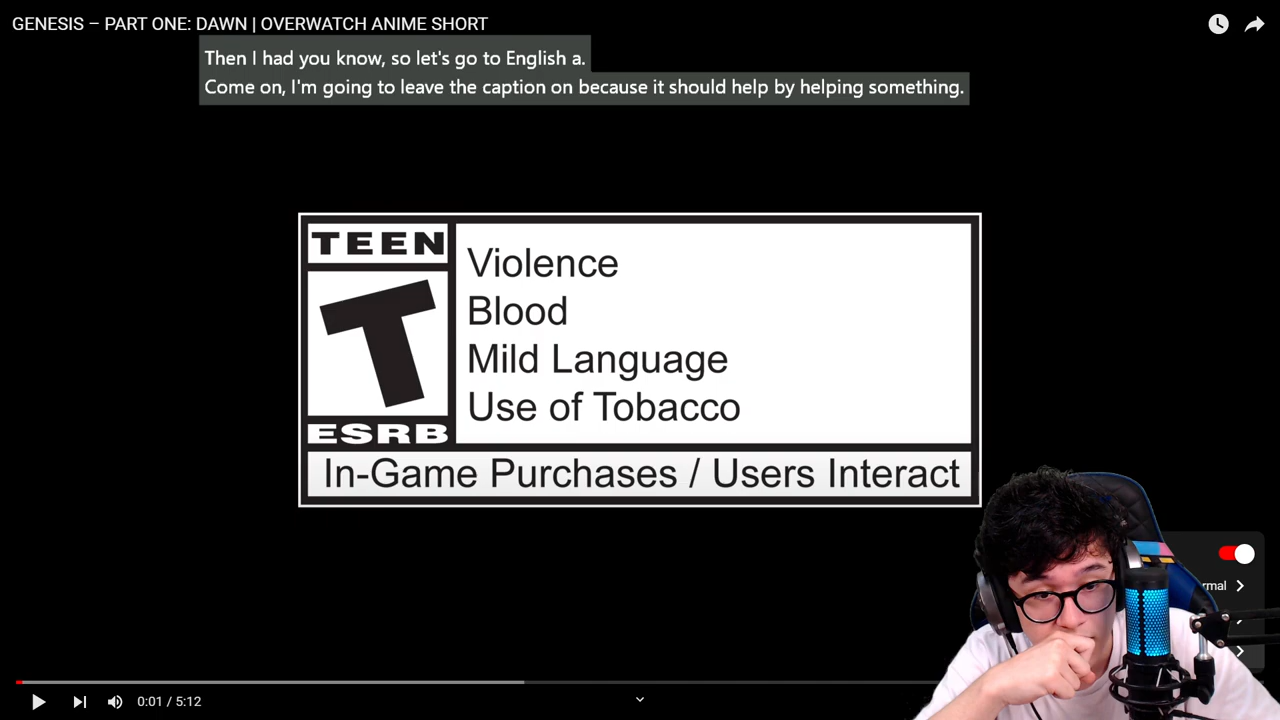 GENESIS – PART ONE: DAWN | OVERWATCH ANIME SHORT
Then I had you know, so let's go to English a.
Come on, I'm going to leave the caption on because it should help by helping something.
TEEN
T
ESRB
Violence
Blood
Mild Language
Use of Tobacco
In-Game Purchases / Users Interact
rmal
0:01 / 5:12